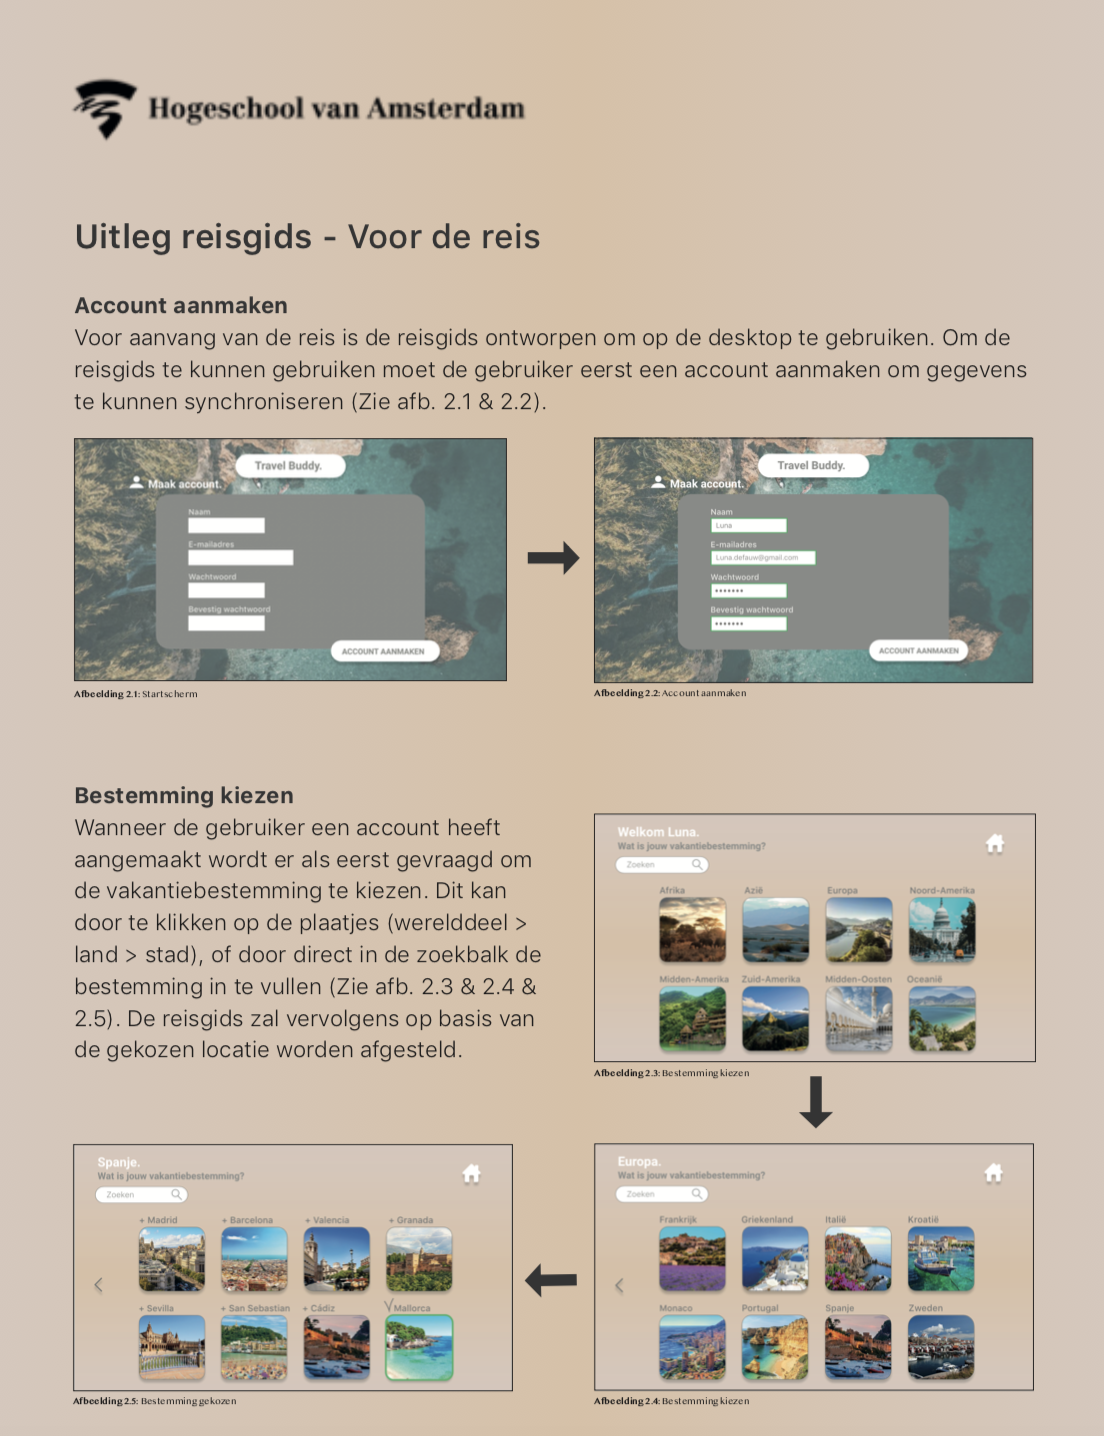 Hogeschool van Amsterdam
Uitleg reisgids - Voor de reis
Account aanmaken
Voor aanvang van de reis is de reisgids ontworpen om op de desktop te gebruiken. Om de
reisgids te kunnen gebruiken moet de gebruiker eerst een account aanmaken om gegevens
te kunnen synchroniseren (Zie afb. 2.1 & 2.2).
Travel Buddy.
Maak account.
Naam
E-mailadres
Wachtwoord
Bevestig wachtwoord
ACCOUNT AANMAKEN
Afbeelding 2.1: Startscherm
Travel Buddy.
Maak account.
Naam
Luna
E-mailadres
Luna.defauw@gmail.com
Wachtwoord
•••••••
Bevestig wachtwoord
•••••••
ACCOUNT AANMAKEN
Afbeelding 2.2: Account aanmaken
Bestemming kiezen
Wanneer de gebruiker een account heeft
aangemaakt wordt er als eerst gevraagd om
de vakantiebestemming te kiezen. Dit kan
door te klikken op de plaatjes (werelddeel >
land > stad), of door direct in de zoekbalk de
bestemming in te vullen (Zie afb. 2.3 & 2.4 &
2.5). De reisgids zal vervolgens op basis van
de gekozen locatie worden afgesteld.
Welkom Luna.
Wat is jouw vakantiebestemming?
Zoeken
Afrika Azië Europa Noord-Amerika
Midden-Amerika Zuid-Amerika Midden-Oosten Oceanië
Afbeelding 2.3: Bestemming kiezen
Spanje.
Wat is jouw vakantiebestemming?
Zoeken
+ Madrid + Barcelona + Valencia + Granada
+ Sevilla + San Sebastian + Cádiz √ Mallorca
Afbeelding 2.5: Bestemming gekozen
Europa.
Wat is jouw vakantiebestemming?
Zoeken
Frankrijk Griekenland Italië Kroatië
Monaco Portugal Spanje Zweden
Afbeelding 2.4: Bestemming kiezen